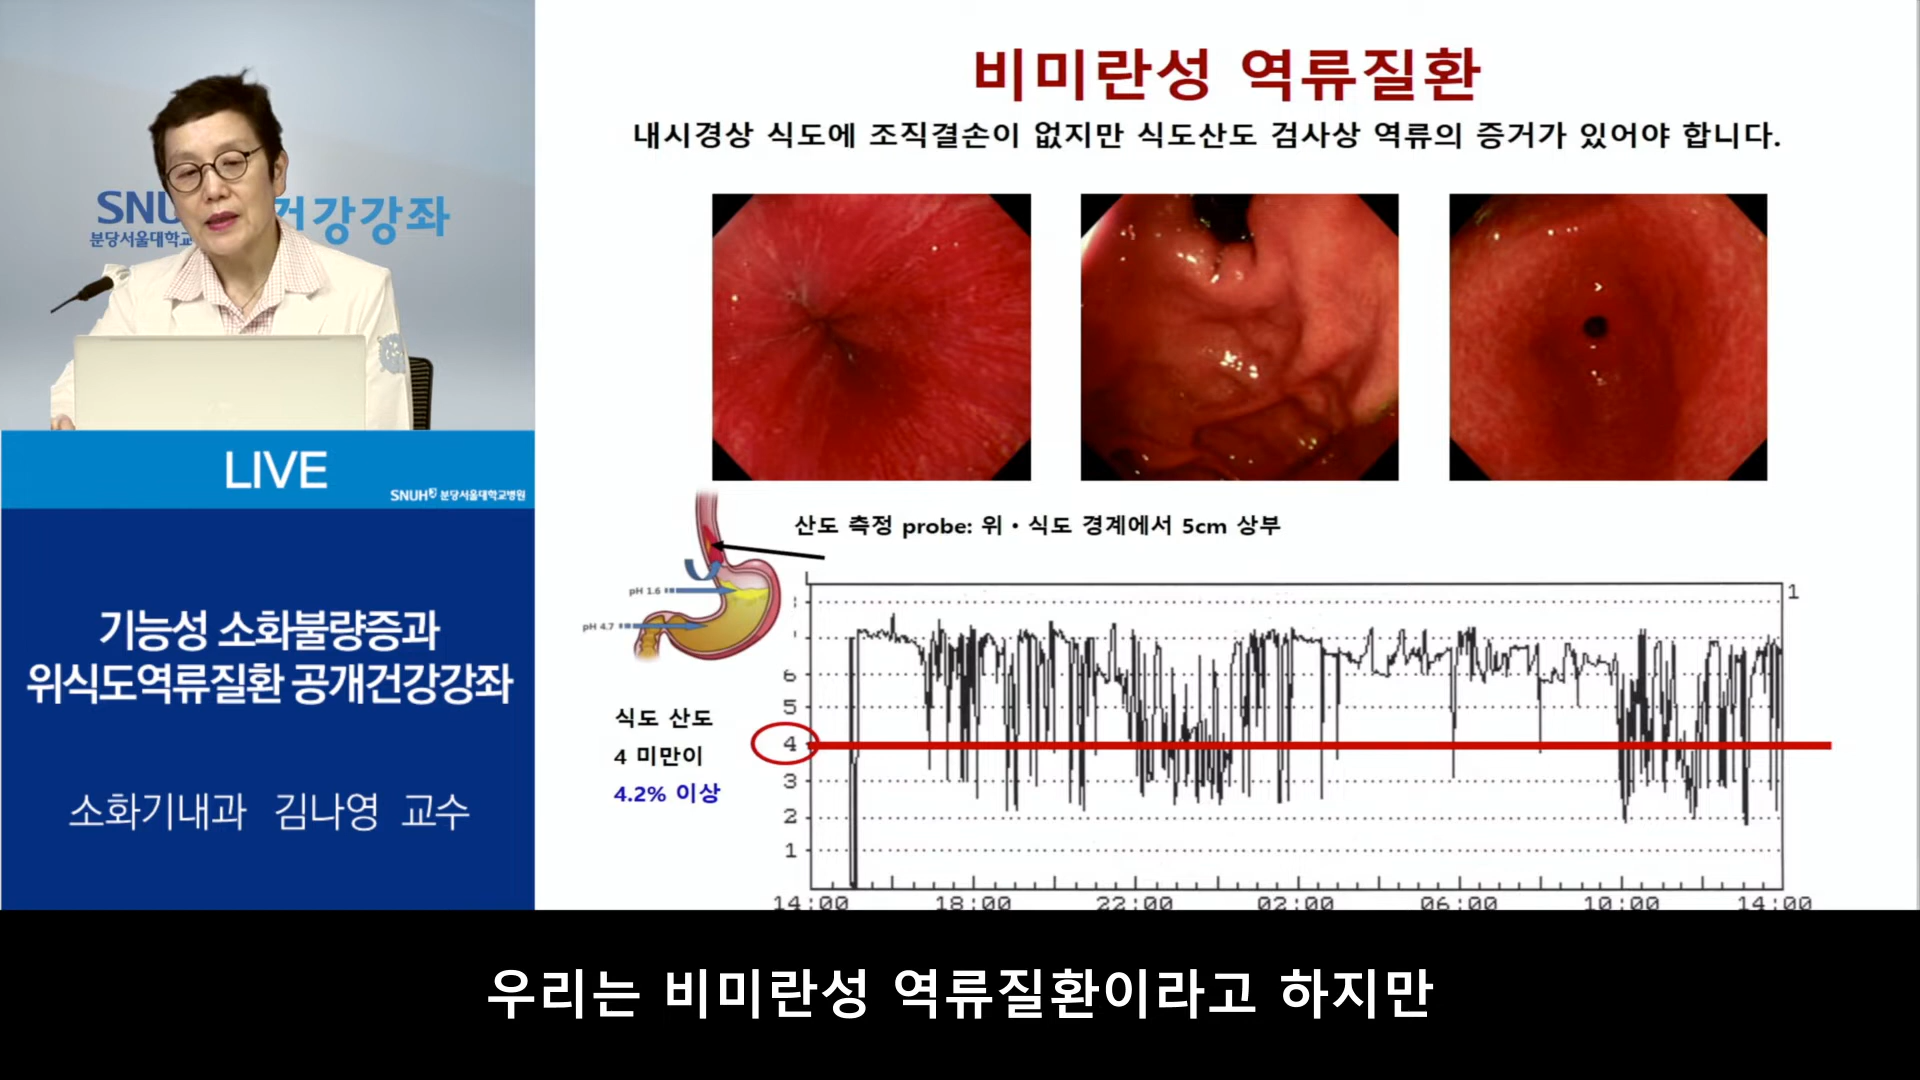 비미란성 역류질환
내시경상 식도에 조직결손이 없지만 식도산도 검사상 역류의 증거가 있어야 합니다.
SNU
건강강좌
분당서울대학교
LIVE
SNUH 분당서울대학교병원
기능성 소화불량증과
위식도역류질환 공개건강강좌
소화기내과 김나영 교수
산도 측정 probe: 위 · 식도 경계에서 5cm 상부
pH 1.6
pH 4.7
식도 산도
4 미만이
4.2% 이상
1
6
5
4
3
2
1
14:00 18:00 22:00 02:00 06:00 10:00 14:00
우리는 비미란성 역류질환이라고 하지만